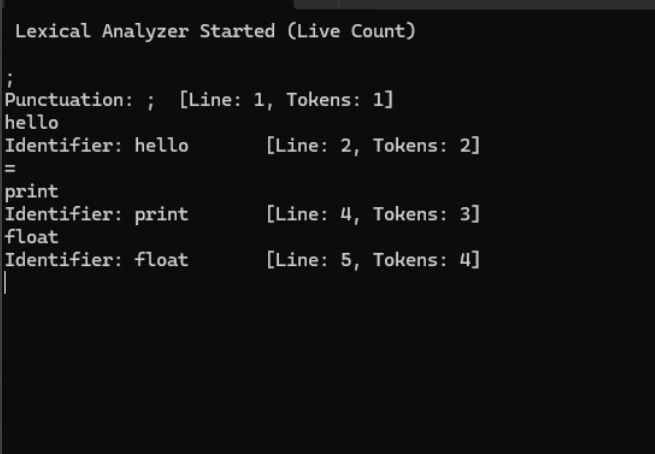 Lexical Analyzer Started (Live Count)
;
Punctuation: ;  [Line: 1, Tokens: 1]
hello
Identifier: hello       [Line: 2, Tokens: 2]
=
print
Identifier: print       [Line: 4, Tokens: 3]
float
Identifier: float       [Line: 5, Tokens: 4]